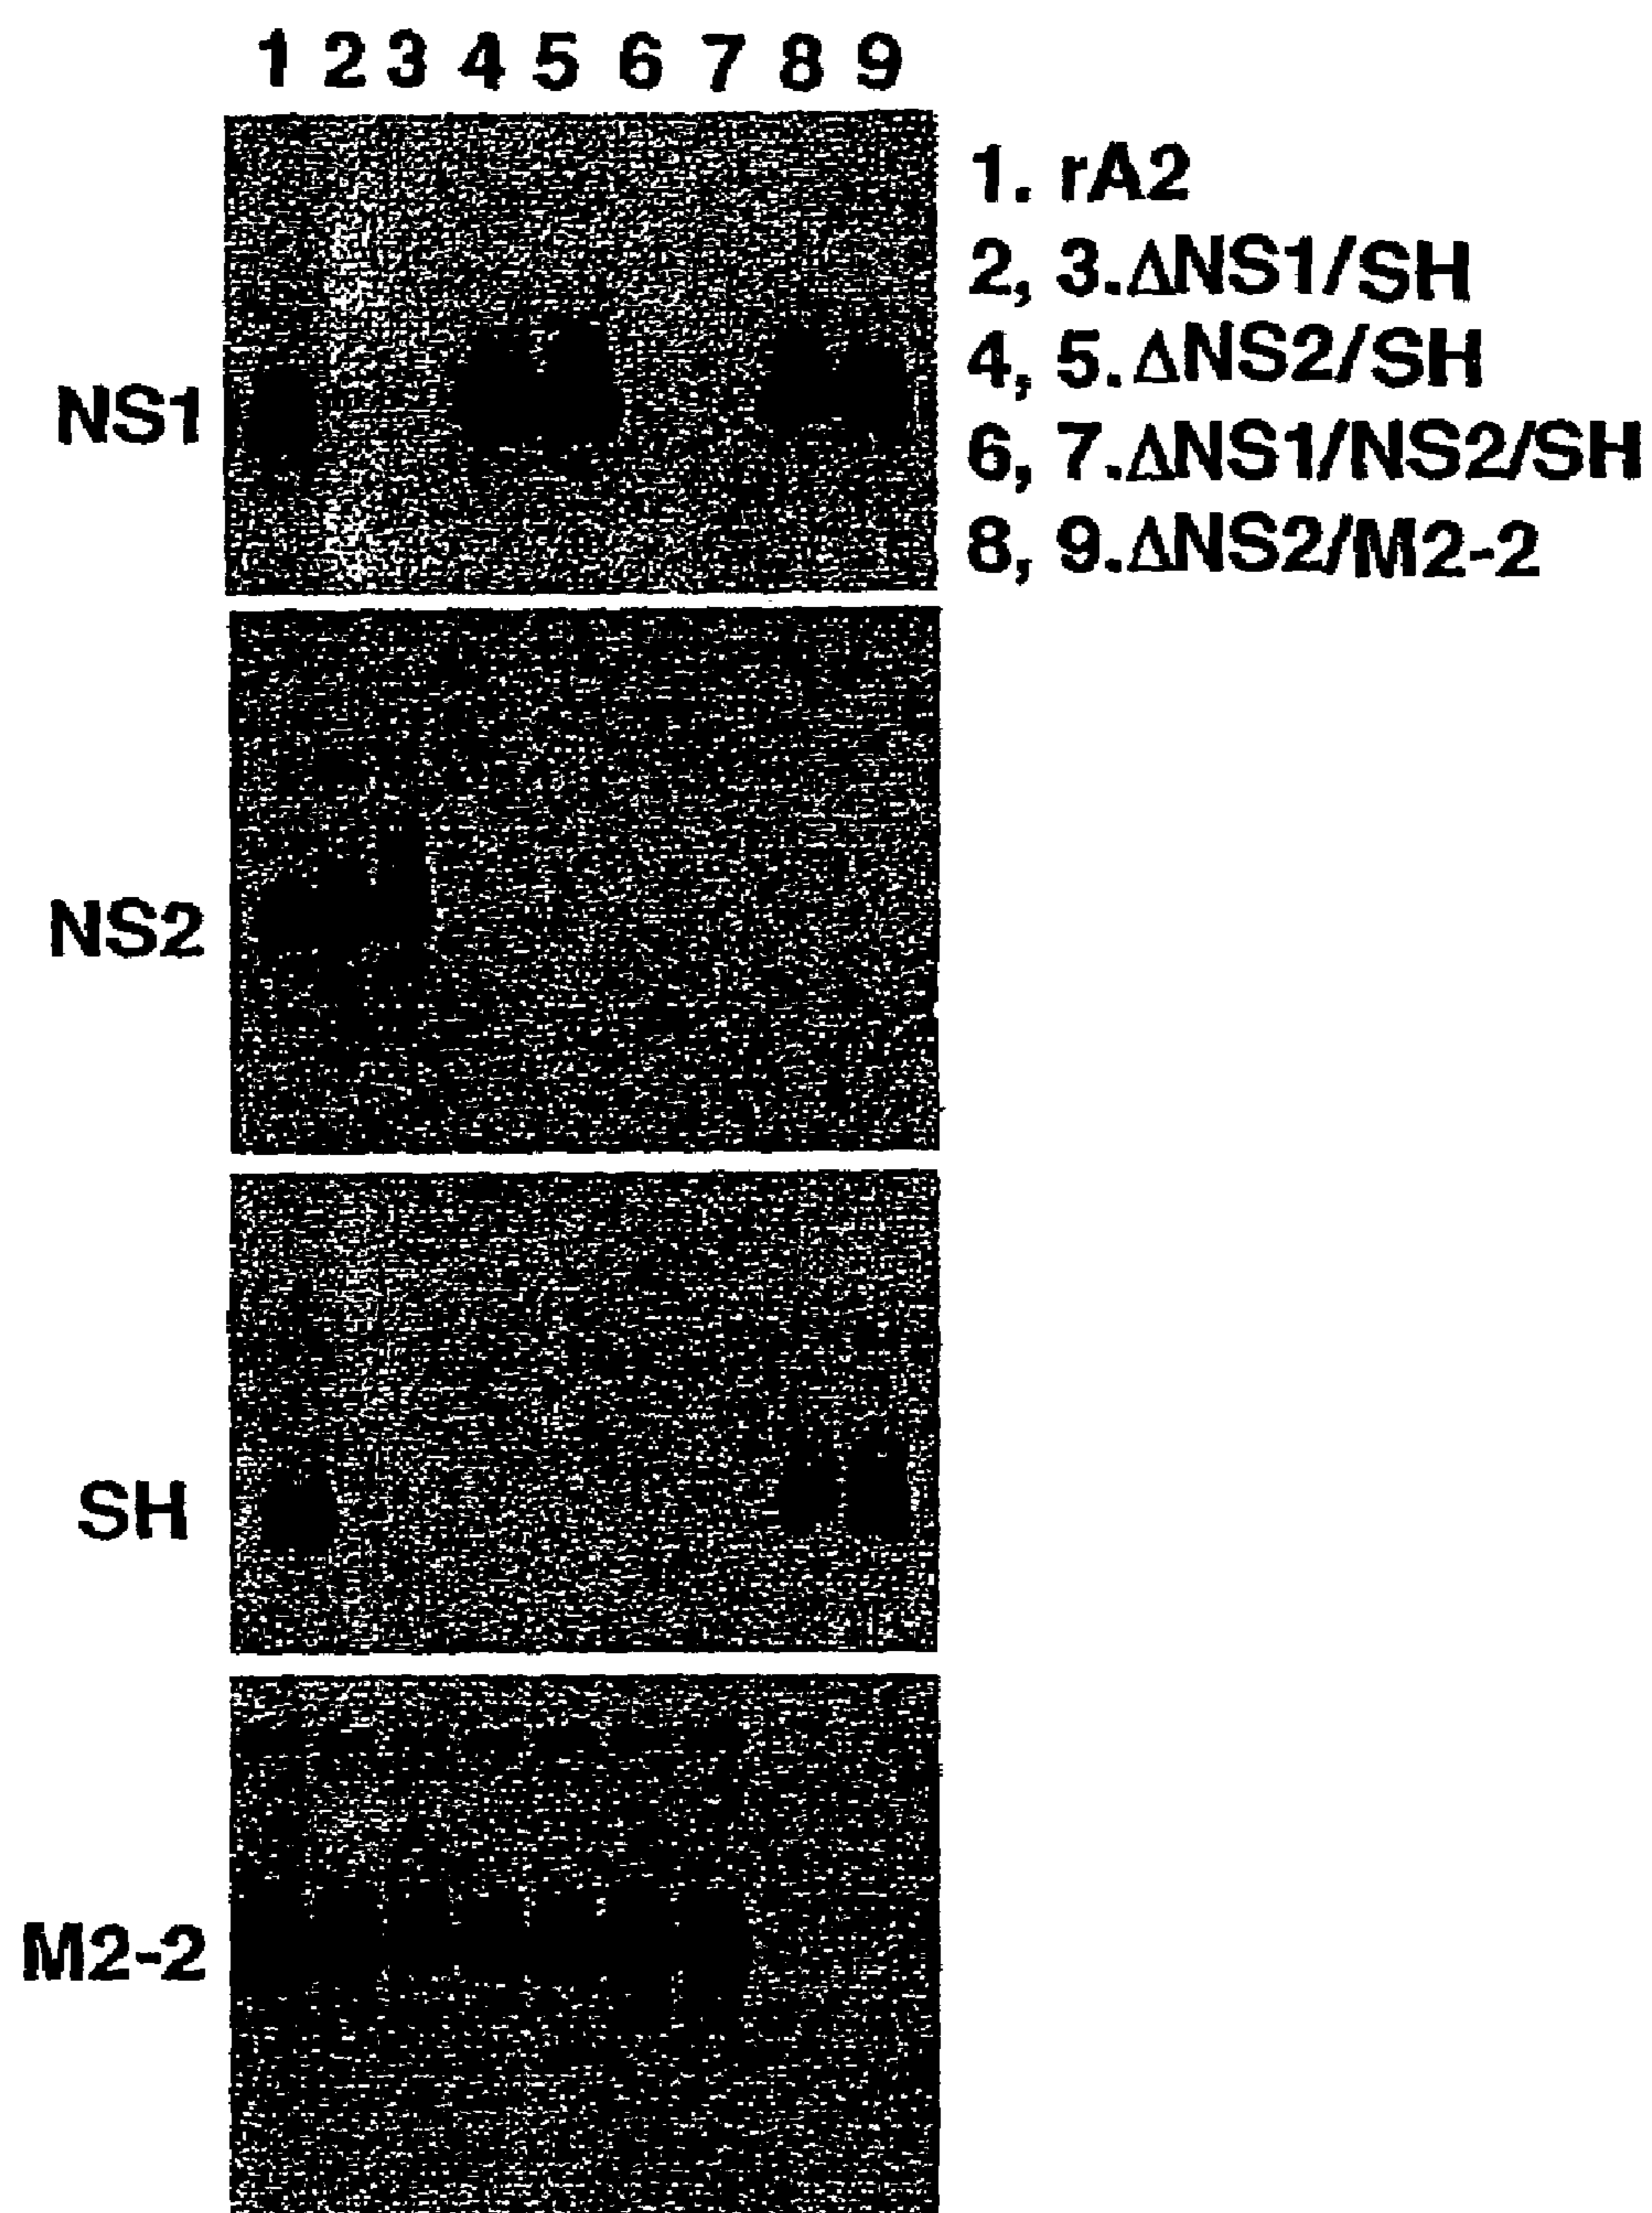 1 2 3 4 5 6 7 8 9
1. rA2
2, 3.ΔNS1/SH
4, 5.ΔNS2/SH
6, 7.ΔNS1/NS2/SH
8, 9.ΔNS2/M2-2
NS1
NS2
SH
M2-2